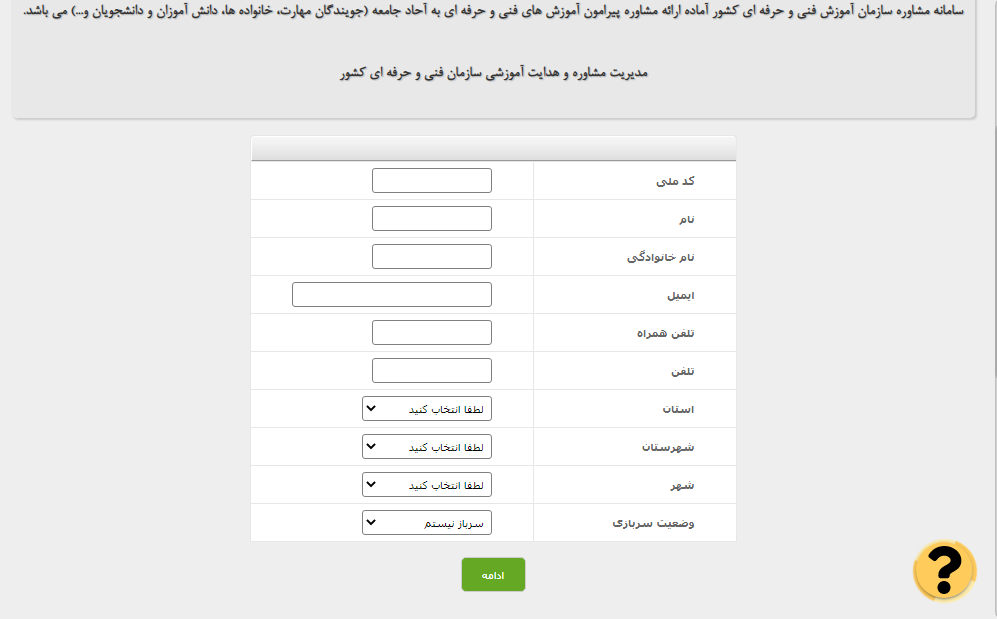 سامانه مشاوره سازمان آموزش فنی و حرفه ای کشور آماده ارائه مشاوره پیرامون آموزش های فنی و حرفه ای به آحاد جامعه (جویندگان مهارت، خانواده ها، دانش آموزان و دانشجویان و...) می باشد.
مدیریت مشاوره و هدایت آموزشی سازمان فنی و حرفه ای کشور
کد ملی
نام
نام خانوادگی
ایمیل
تلفن همراه
تلفن
استان لطفا انتخاب کنید
شهرستان لطفا انتخاب کنید
شهر لطفا انتخاب کنید
وضعیت سربازی سرباز نیستم
ادامه
?